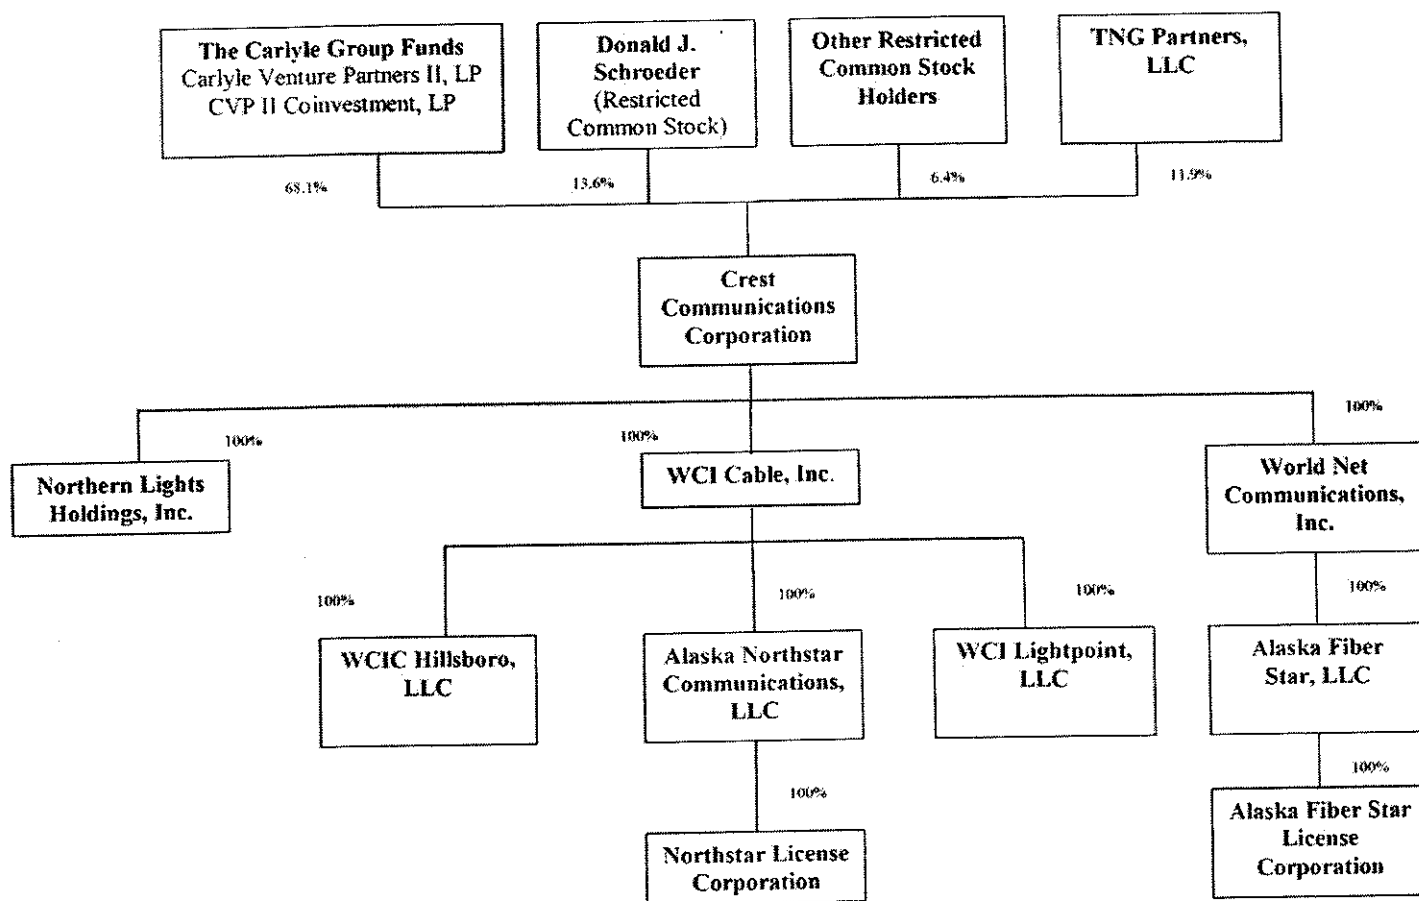 The Carlyle Group Funds
Carlyle Venture Partners II, LP
CVP II Coinvestment, LP
Donald J.
Schroeder
(Restricted
Common Stock)
Other Restricted
Common Stock
Holders
TNG Partners,
LLC
68.1%
13.6%
6.4%
11.9%
Crest
Communications
Corporation
100%
100%
100%
Northern Lights
Holdings, Inc.
WCI Cable, Inc.
World Net
Communications,
Inc.
100%
100%
100%
100%
WCIC Hillsboro,
LLC
Alaska Northstar
Communications,
LLC
WCI Lightpoint,
LLC
Alaska Fiber
Star, LLC
100%
100%
Northstar License
Corporation
Alaska Fiber Star
License
Corporation